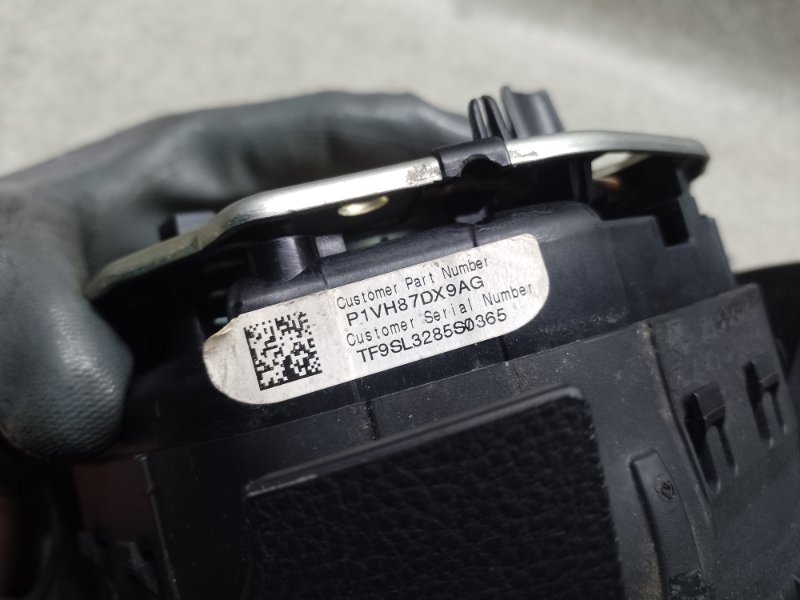 Customer Part Number
P1VH87DX9AG
Customer Serial Number
TF9SL3285S0365